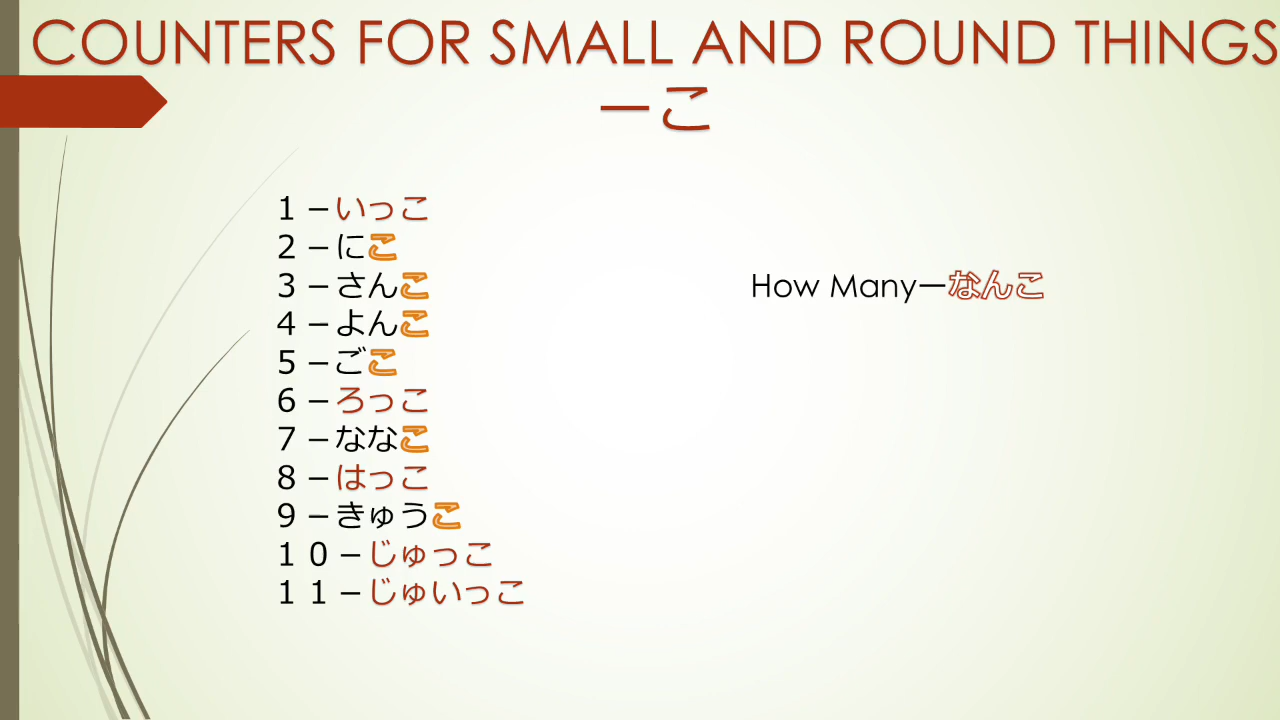 COUNTERS FOR SMALL AND ROUND THINGS
ーこ
１－いっこ
２－にこ
３－さんこ
４－よんこ
５－ごこ
６－ろっこ
７－ななこ
８－はっこ
９－きゅうこ
１０－じゅっこ
１１－じゅいっこ
How Manyーなんこ